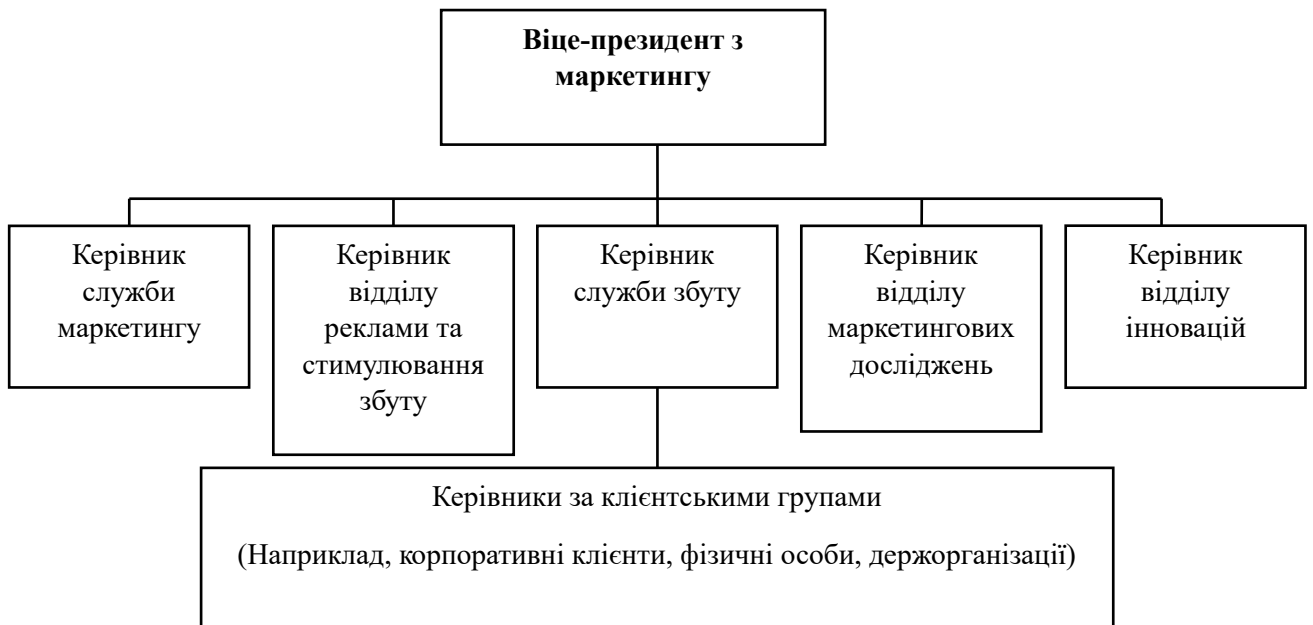 Віце-президент з
маркетингу
Керівник
служби
маркетингу
Керівник
відділу
реклами та
стимулювання
збуту
Керівник
служби збуту
Керівник
відділу
маркетингових
досліджень
Керівник
відділу
інновацій
Керівники за клієнтськими групами
(Наприклад, корпоративні клієнти, фізичні особи, держорганізації)